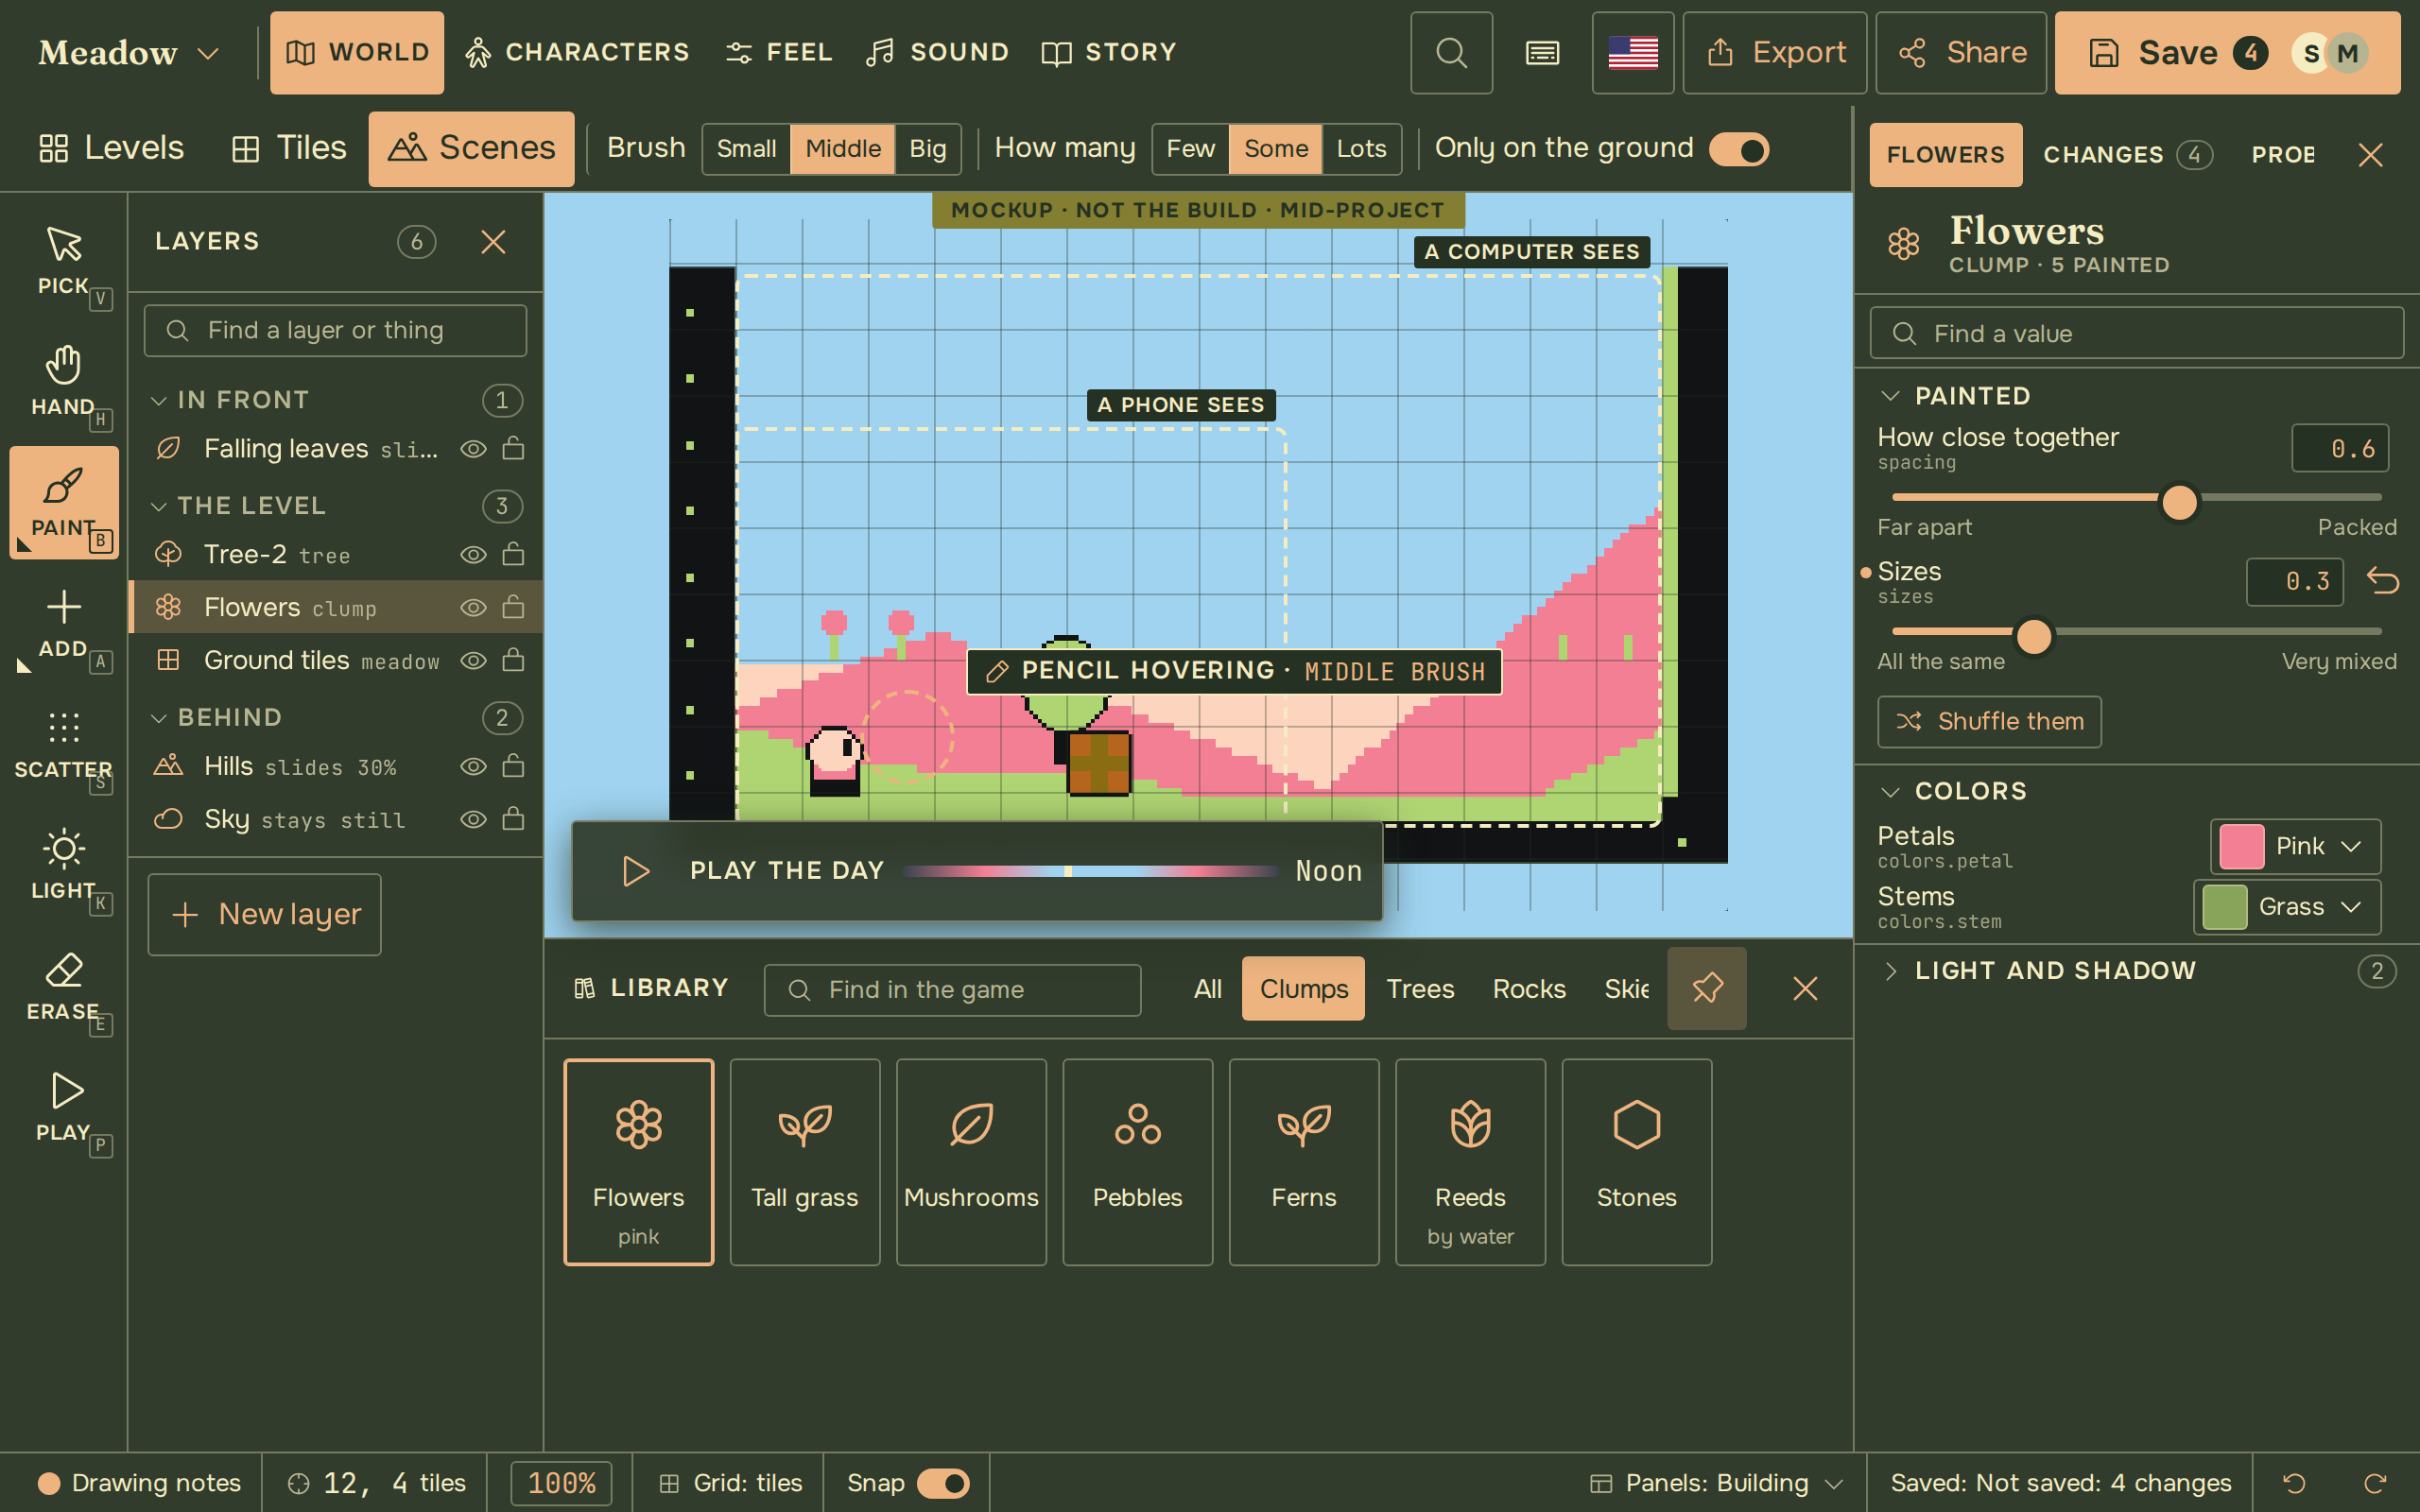 Meadow
WORLD
CHARACTERS
FEEL
SOUND
STORY
Export
Share
Save 4 S M
Levels
Tiles
Scenes
Brush Small Middle Big
How many Few Some Lots
Only on the ground
FLOWERS
CHANGES 4
PROB
PICK V
HAND H
PAINT B
ADD A
SCATTER S
LIGHT K
ERASE E
PLAY P
LAYERS 6
Find a layer or thing
IN FRONT 1
Falling leaves sli...
THE LEVEL 3
Tree-2 tree
Flowers clump
Ground tiles meadow
BEHIND 2
Hills slides 30%
Sky stays still
New layer
MOCKUP · NOT THE BUILD · MID-PROJECT
A COMPUTER SEES
A PHONE SEES
PENCIL HOVERING · MIDDLE BRUSH
PLAY THE DAY Noon
LIBRARY
Find in the game
All Clumps Trees Rocks Skie
Flowers
pink
Tall grass
Mushrooms
Pebbles
Ferns
Reeds
by water
Stones
Flowers
CLUMP · 5 PAINTED
Find a value
PAINTED
How close together 0.6
spacing
Far apart Packed
Sizes 0.3
sizes
All the same Very mixed
Shuffle them
COLORS
Petals Pink
colors.petal
Stems Grass
colors.stem
LIGHT AND SHADOW 2
Drawing notes
12, 4 tiles
100%
Grid: tiles
Snap
Panels: Building
Saved: Not saved: 4 changes